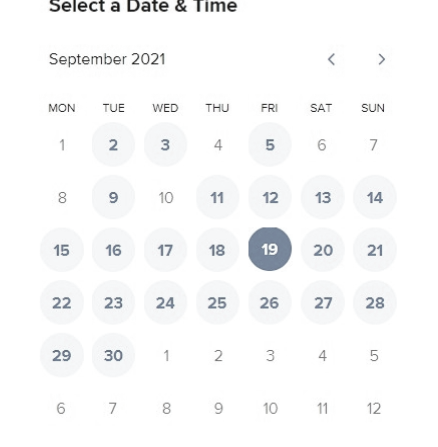 Select a Date & Time
September 2021
MON TUE WED THU FRI SAT SUN
1 2 3 4 5 6 7
8 9 10 11 12 13 14
15 16 17 18 19 20 21
22 23 24 25 26 27 28
29 30 1 2 3 4 5
6 7 8 9 10 11 12